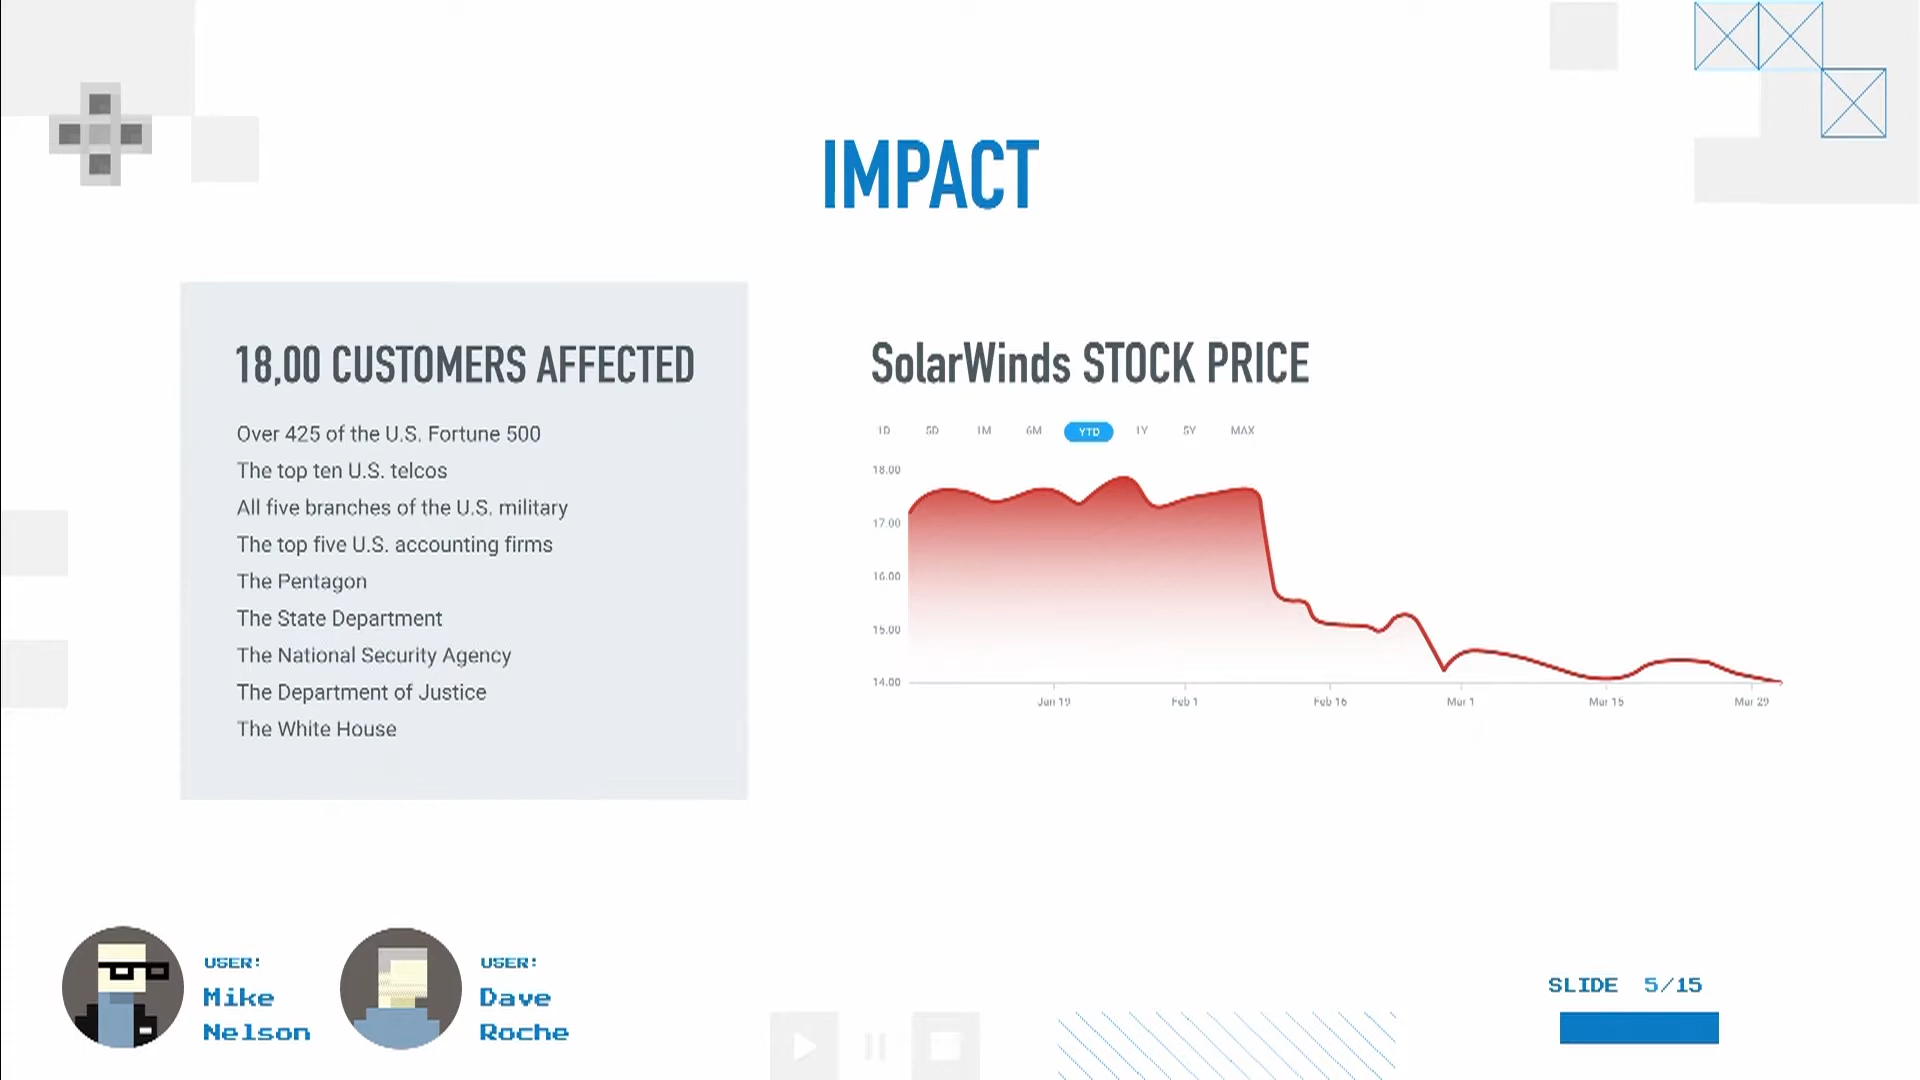 IMPACT
18,00 CUSTOMERS AFFECTED
Over 425 of the U.S. Fortune 500
The top ten U.S. telcos
All five branches of the U.S. military
The top five U.S. accounting firms
The Pentagon
The State Department
The National Security Agency
The Department of Justice
The White House
SolarWinds STOCK PRICE
1D 5D 1M 6M YTD 1Y 5Y MAX
18.00
17.00
16.00
15.00
14.00
Jan 19 Feb 1 Feb 16 Mar 1 Mar 15 Mar 29
USER:
Mike
Nelson
USER:
Dave
Roche
SLIDE 5/15